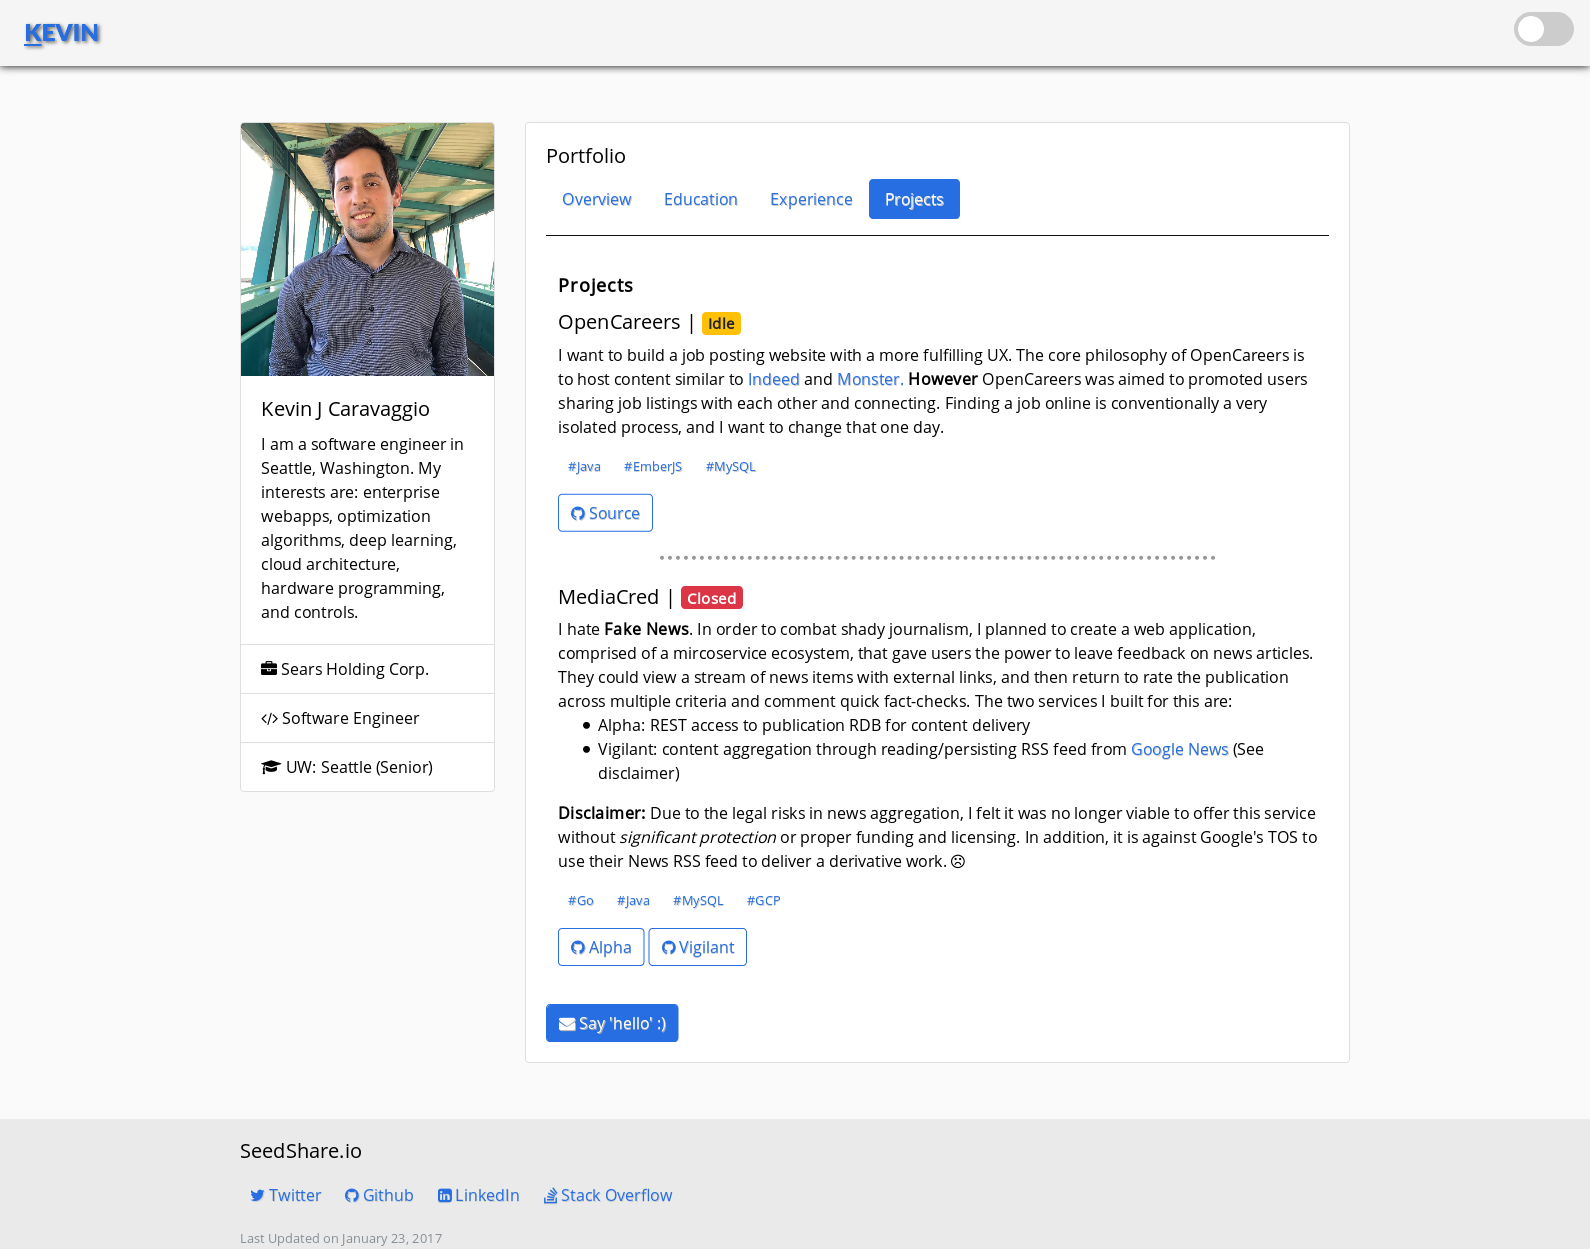 KEVIN
Kevin J Caravaggio
I am a software engineer in
Seattle, Washington. My
interests are: enterprise
webapps, optimization
algorithms, deep learning,
cloud architecture,
hardware programming,
and controls.
Sears Holding Corp.
Software Engineer
UW: Seattle (Senior)
Portfolio
Overview Education Experience Projects
Projects
OpenCareers | Idle
I want to build a job posting website with a more fulfilling UX. The core philosophy of OpenCareers is
to host content similar to Indeed and Monster. However OpenCareers was aimed to promoted users
sharing job listings with each other and connecting. Finding a job online is conventionally a very
isolated process, and I want to change that one day.
#Java #EmberJS #MySQL
Source
MediaCred | Closed
I hate Fake News. In order to combat shady journalism, I planned to create a web application,
comprised of a mircoservice ecosystem, that gave users the power to leave feedback on news articles.
They could view a stream of news items with external links, and then return to rate the publication
across multiple criteria and comment quick fact-checks. The two services I built for this are:
• Alpha: REST access to publication RDB for content delivery
• Vigilant: content aggregation through reading/persisting RSS feed from Google News (See
disclaimer)
Disclaimer: Due to the legal risks in news aggregation, I felt it was no longer viable to offer this service
without significant protection or proper funding and licensing. In addition, it is against Google's TOS to
use their News RSS feed to deliver a derivative work. ☹
#Go #Java #MySQL #GCP
Alpha Vigilant
Say 'hello' :)
SeedShare.io
Twitter Github LinkedIn Stack Overflow
Last Updated on January 23, 2017